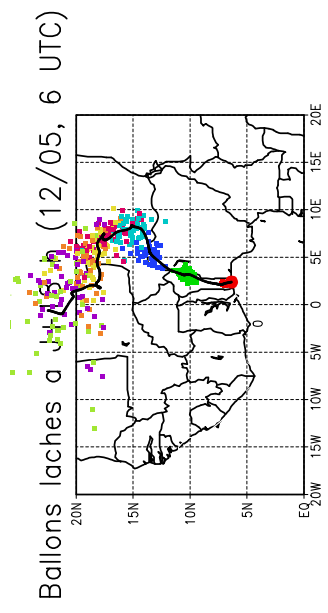 Ballons laches a (12/05, 6 UTC)
20N
15N
10N
5N
EQ
0
20W 15W 10W 5W 0 5E 10E 15E 20E